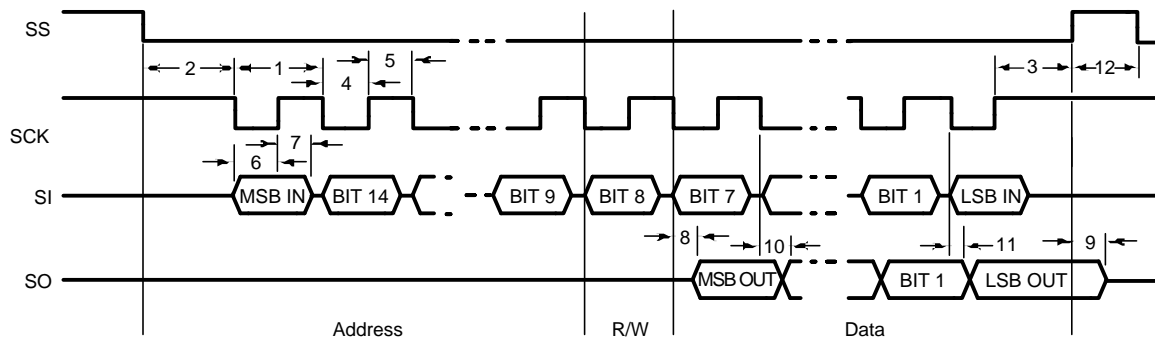 SS
2 1 5 4 3 12
SCK
6 7
SI MSB IN BIT 14 BIT 9 BIT 8 BIT 7 BIT 1 LSB IN
8 10 11 9
SO MSB OUT BIT 1 LSB OUT
Address R/W Data